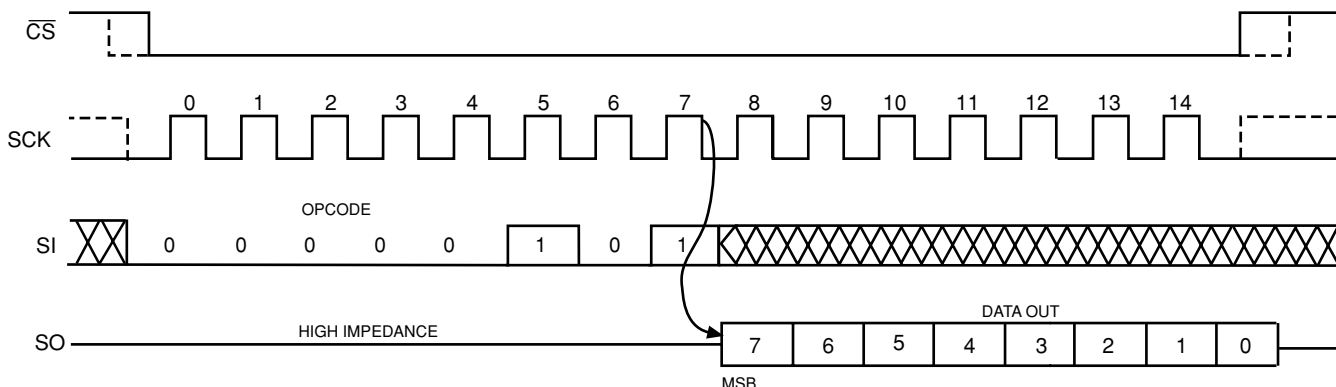 CS
0 1 2 3 4 5 6 7 8 9 10 11 12 13 14
SCK
OPCODE
SI 0 0 0 0 0 1 0 1
DATA OUT
HIGH IMPEDANCE
SO 7 6 5 4 3 2 1 0
MSB